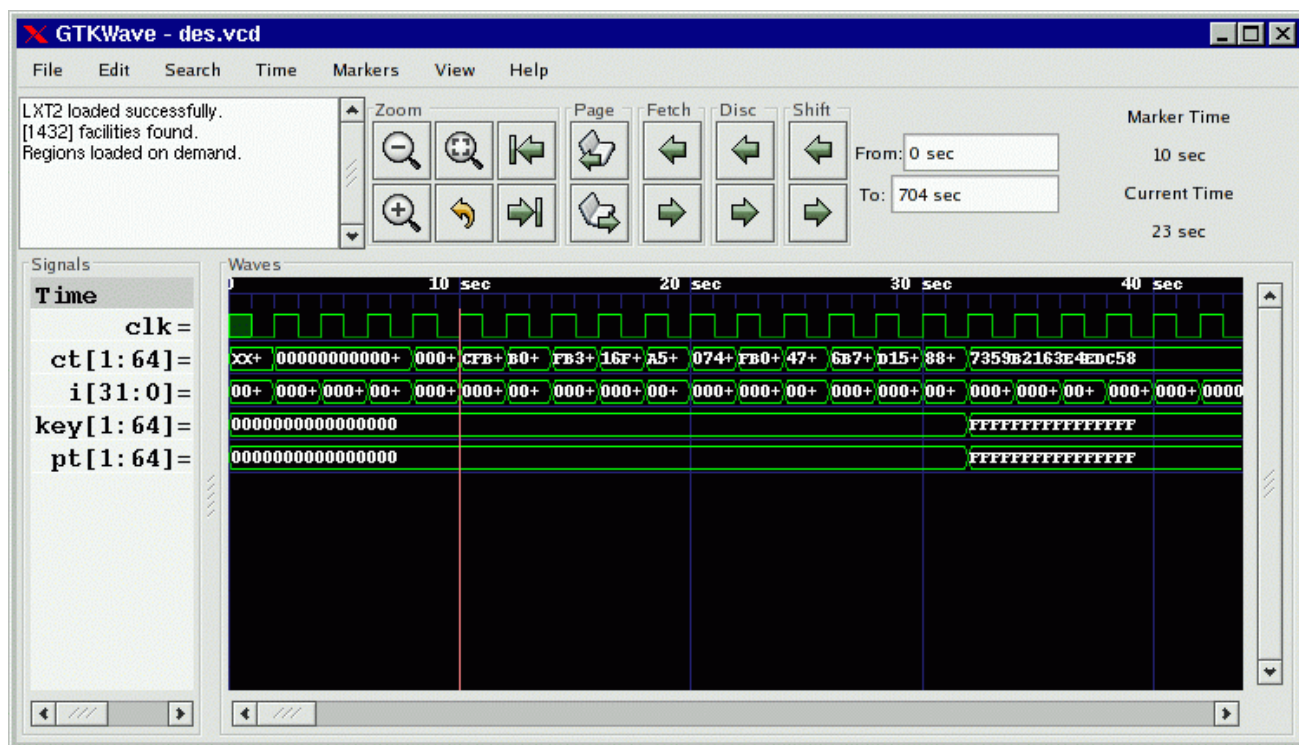 GTKWave - des.vcd
File Edit Search Time Markers View Help
LXT2 loaded successfully.
[1432] facilities found.
Regions loaded on demand.
Zoom Page Fetch Disc Shift
From: 0 sec
To: 704 sec
Marker Time
10 sec
Current Time
23 sec
Signals
Waves
Time
0 10 sec 20 sec 30 sec 40 sec
clk=
ct[1:64]= XX+ 00000000000+ 000+ CFB+ B0+ FB3+ 16F+ A5+ 074+ FB0+ 47+ 6B7+ D15+ 88+ 7359B2163E4EDC58
i[31:0]= 00+ 000+ 000+ 00+ 000+ 000+ 00+ 000+ 000+ 00+ 000+ 000+ 00+ 000+ 000+ 00+ 000+ 000+ 00+ 000+ 000+ 0000
key[1:64]= 0000000000000000 FFFFFFFFFFFFFFFF
pt[1:64]= 0000000000000000 FFFFFFFFFFFFFFFF